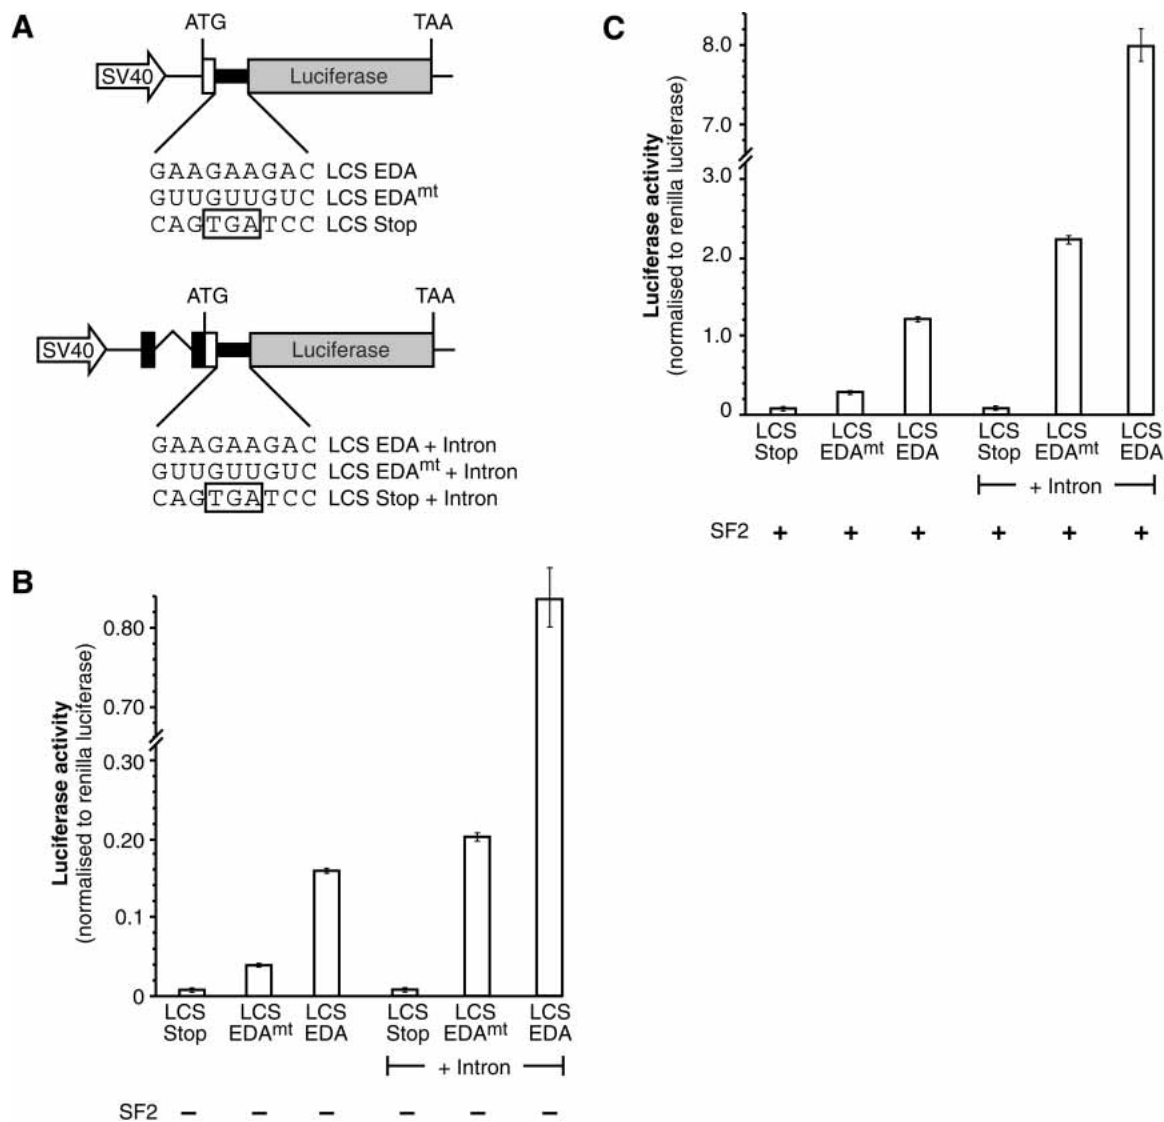 A
ATG TAA
SV40 Luciferase
GAAGAAGAC LCS EDA
GUUGUUGUC LCS EDAmt
CAGTGATCC LCS Stop
ATG TAA
SV40 Luciferase
GAAGAAGAC LCS EDA + Intron
GUUGUUGUC LCS EDAmt + Intron
CAGTGATCC LCS Stop + Intron
B
Luciferase activity
(normalised to renilla luciferase)
0.80
0.70
0.30
0.20
0.1
0
LCS LCS LCS LCS LCS LCS
Stop EDAmt EDA Stop EDAmt EDA
+ Intron
SF2 − − − − − −
C
Luciferase activity
(normalised to renilla luciferase)
8.0
7.0
3.0
2.0
1.0
0
LCS LCS LCS LCS LCS LCS
Stop EDAmt EDA Stop EDAmt EDA
+ Intron
SF2 + + + + + +